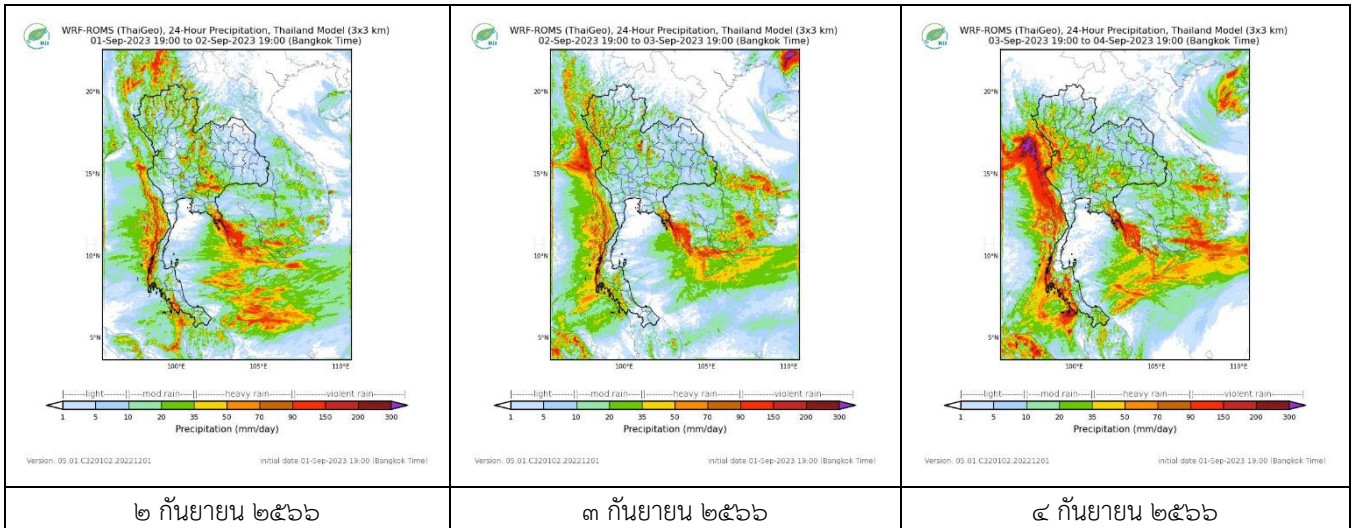 WRF-ROMS (ThaiGeo), 24-Hour Precipitation, Thailand Model (3x3 km)
01-Sep-2023 19:00 to 02-Sep-2023 19:00 (Bangkok Time)
HII
20°N
15°N
10°N
5°N
100°E 105°E 110°E
|------light------||---mod rain---||------heavy rain------||------violent rain------|
1 5 10 20 35 50 70 90 150 200 300
Precipitation (mm/day)
Version: 05.01.C320102.20221201 initial date 01-Sep-2023 19:00 (Bangkok Time)
๒ กันยายน ๒๕๖๖
WRF-ROMS (ThaiGeo), 24-Hour Precipitation, Thailand Model (3x3 km)
02-Sep-2023 19:00 to 03-Sep-2023 19:00 (Bangkok Time)
HII
20°N
15°N
10°N
5°N
100°E 105°E 110°E
|------light------||---mod rain---||------heavy rain------||------violent rain------|
1 5 10 20 35 50 70 90 150 200 300
Precipitation (mm/day)
Version: 05.01.C320102.20221201 initial date 01-Sep-2023 19:00 (Bangkok Time)
๓ กันยายน ๒๕๖๖
WRF-ROMS (ThaiGeo), 24-Hour Precipitation, Thailand Model (3x3 km)
03-Sep-2023 19:00 to 04-Sep-2023 19:00 (Bangkok Time)
HII
20°N
15°N
10°N
5°N
100°E 105°E 110°E
|------light------||---mod rain---||------heavy rain------||------violent rain------|
1 5 10 20 35 50 70 90 150 200 300
Precipitation (mm/day)
Version: 05.01.C320102.20221201 initial date 01-Sep-2023 19:00 (Bangkok Time)
๔ กันยายน ๒๕๖๖